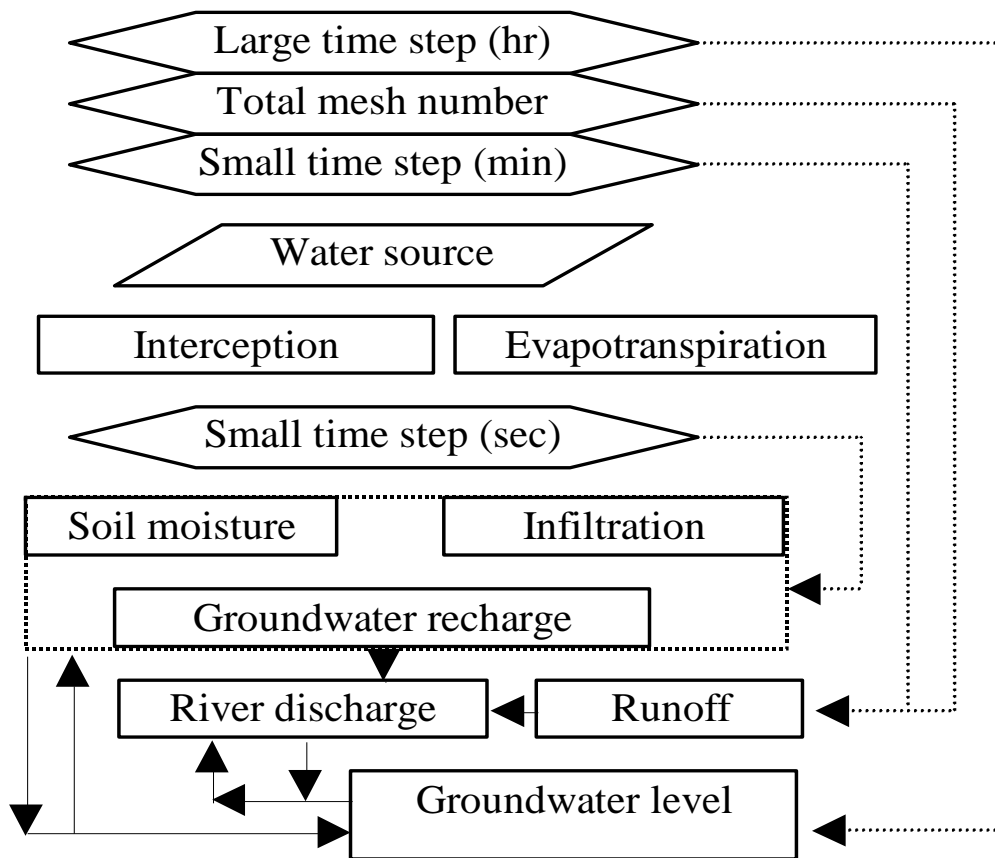 Large time step (hr)
Total mesh number
Small time step (min)
Water source
Interception
Evapotranspiration
Small time step (sec)
Soil moisture
Infiltration
Groundwater recharge
River discharge
Runoff
Groundwater level